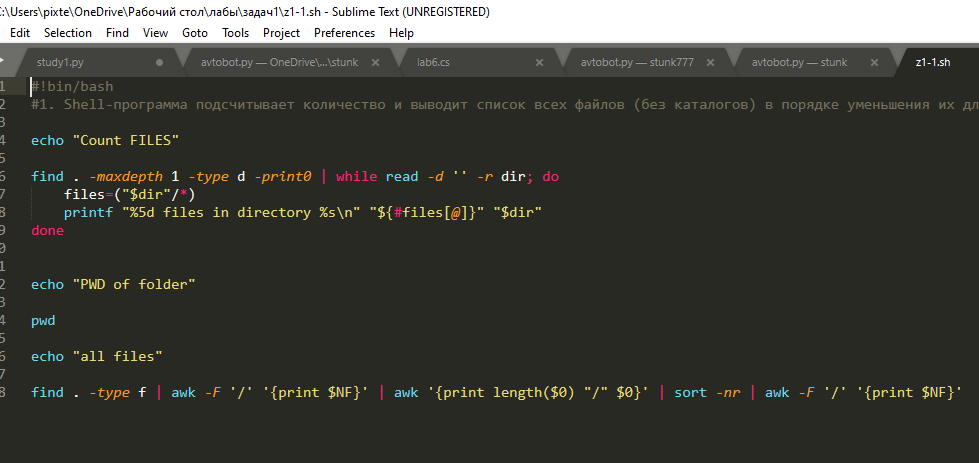 :\Users\pixte\OneDrive\Рабочий стол\лабы\задач1\z1-1.sh - Sublime Text (UNREGISTERED)
Edit Selection Find View Goto Tools Project Preferences Help
study1.py avtobot.py — OneDrive\...\stunk lab6.cs avtobot.py — stunk777 avtobot.py — stunk z1-1.sh
1 #!bin/bash
2 #1. Shell-программа подсчитывает количество и выводит список всех файлов (без каталогов) в порядке уменьшения их дл
3
4 echo "Count FILES"
5
6 find . -maxdepth 1 -type d -print0 | while read -d '' -r dir; do
7 files=("$dir"/*)
8 printf "%5d files in directory %s\n" "${#files[@]}" "$dir"
9 done
0
1
2 echo "PWD of folder"
3
4 pwd
5
6 echo "all files"
7
8 find . -type f | awk -F '/' '{print $NF}' | awk '{print length($0) "/" $0}' | sort -nr | awk -F '/' '{print $NF}'